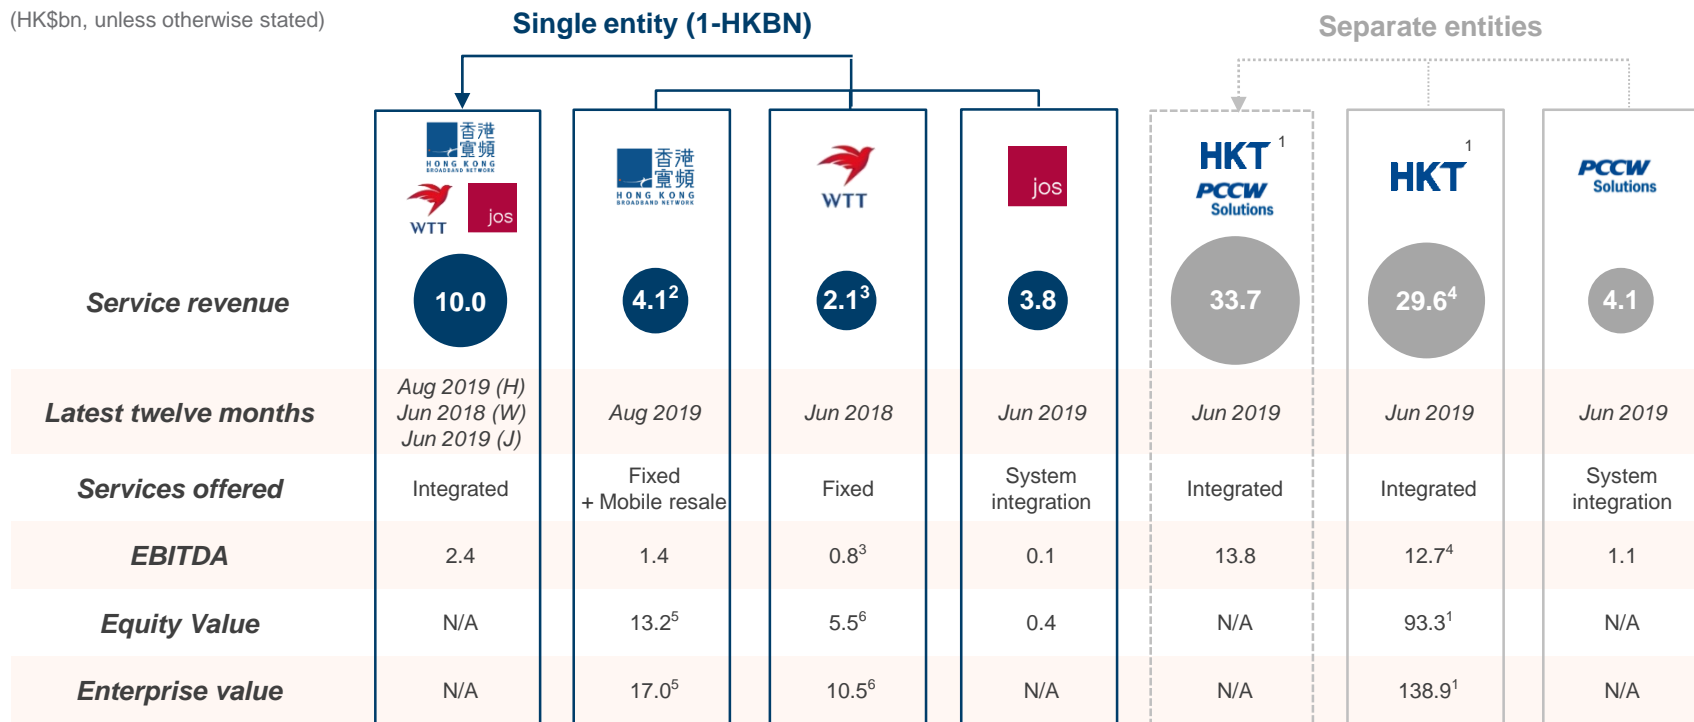 (HK$bn, unless otherwise stated)
Single entity (1-HKBN)
Separate entities
香港
寬頻
HONG KONG
BROADBAND NETWORK
WTT
jos
香港
寬頻
HONG KONG
BROADBAND NETWORK
WTT
jos
HKT 1
PCCW
Solutions
HKT 1
PCCW
Solutions
Service revenue
10.0
4.1²
2.1³
3.8
33.7
29.6⁴
4.1
Latest twelve months
Aug 2019 (H)
Jun 2018 (W)
Jun 2019 (J)
Aug 2019
Jun 2018
Jun 2019
Jun 2019
Jun 2019
Jun 2019
Services offered
Integrated
Fixed
+ Mobile resale
Fixed
System
integration
Integrated
Integrated
System
integration
EBITDA
2.4
1.4
0.8³
0.1
13.8
12.7⁴
1.1
Equity Value
N/A
13.2⁵
5.5⁶
0.4
N/A
93.3¹
N/A
Enterprise value
N/A
17.0⁵
10.5⁶
N/A
N/A
138.9¹
N/A